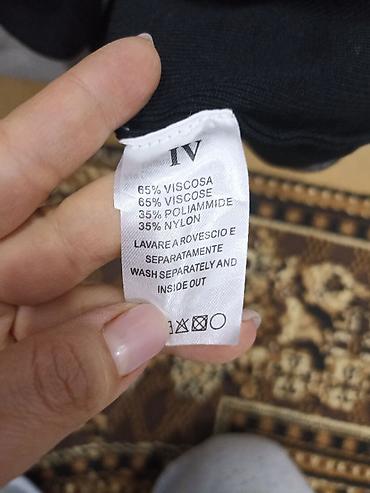 IV
65% VISCOSA
65% VISCOSE
35% POLIAMMIDE
35% NYLON
LAVARE A ROVESCIO E
SEPARATAMENTE
WASH SEPARATELY AND
INSIDE OUT